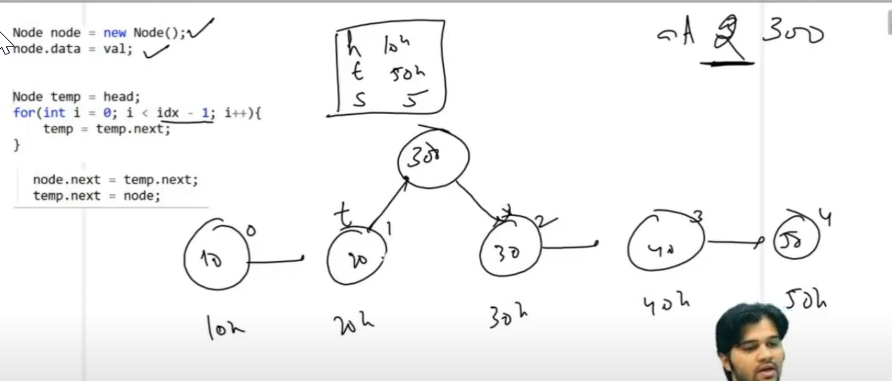 Node node = new Node();
node.data = val;
Node temp = head;
for(int i = 0; i < idx - 1; i++){
temp = temp.next;
}
node.next = temp.next;
temp.next = node;
h 10h
t 50h
s 5
aA 2 300
300
t
0 1 2 3 4
10 20 30 40 50
10h 20h 30h 40h 50h